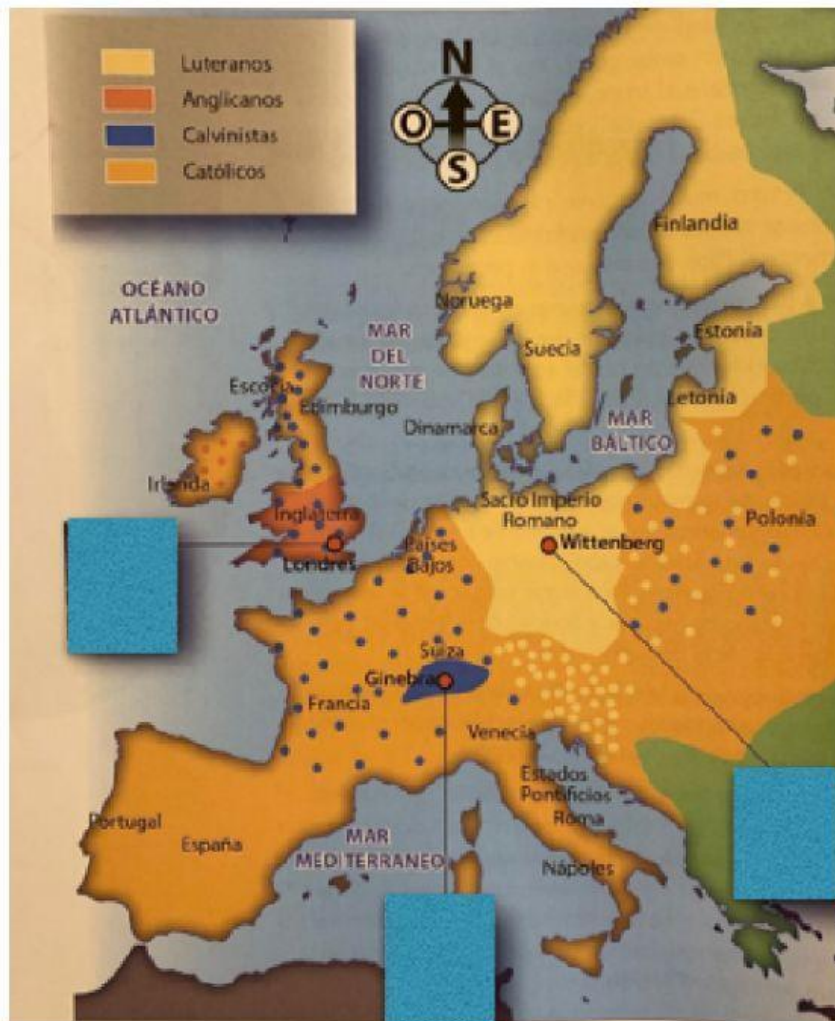 Luteranos
Anglicanos
Calvinistas
Católicos
N
O
E
S
OCÉANO
ATLÁNTICO
MAR
DEL
NORTE
Noruega
Suecia
Finlandia
Estonia
Letonia
Escocia
Edimburgo
Dinamarca
MAR
BÁLTICO
Irlanda
Inglaterra
Londres
Países
Bajos
Sacro Imperio
Romano
Wittenberg
Polonia
Suiza
Ginebra
Francia
Venecia
Estados
Pontificios
Roma
Nápoles
Portugal
España
MAR
MEDITERRANEO